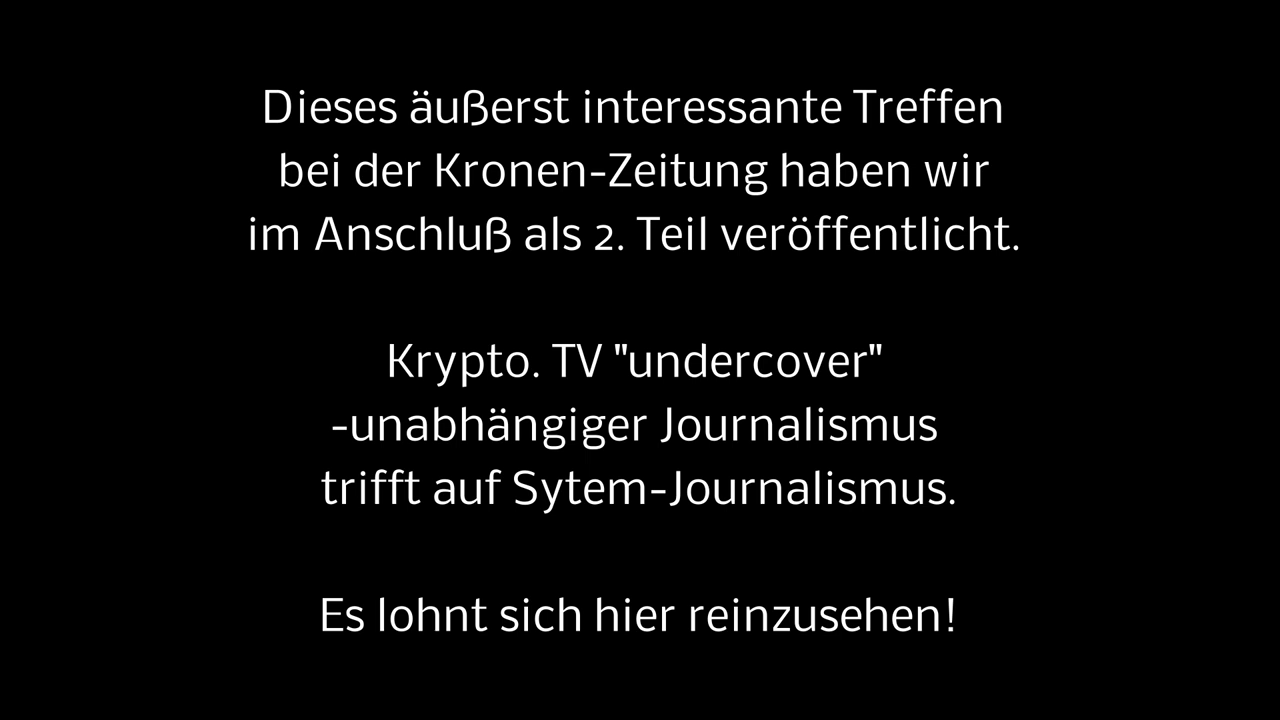 Dieses äußerst interessante Treffen
bei der Kronen-Zeitung haben wir
im Anschluß als 2. Teil veröffentlicht.
Krypto. TV "undercover"
-unabhängiger Journalismus
trifft auf Sytem-Journalismus.
Es lohnt sich hier reinzusehen!